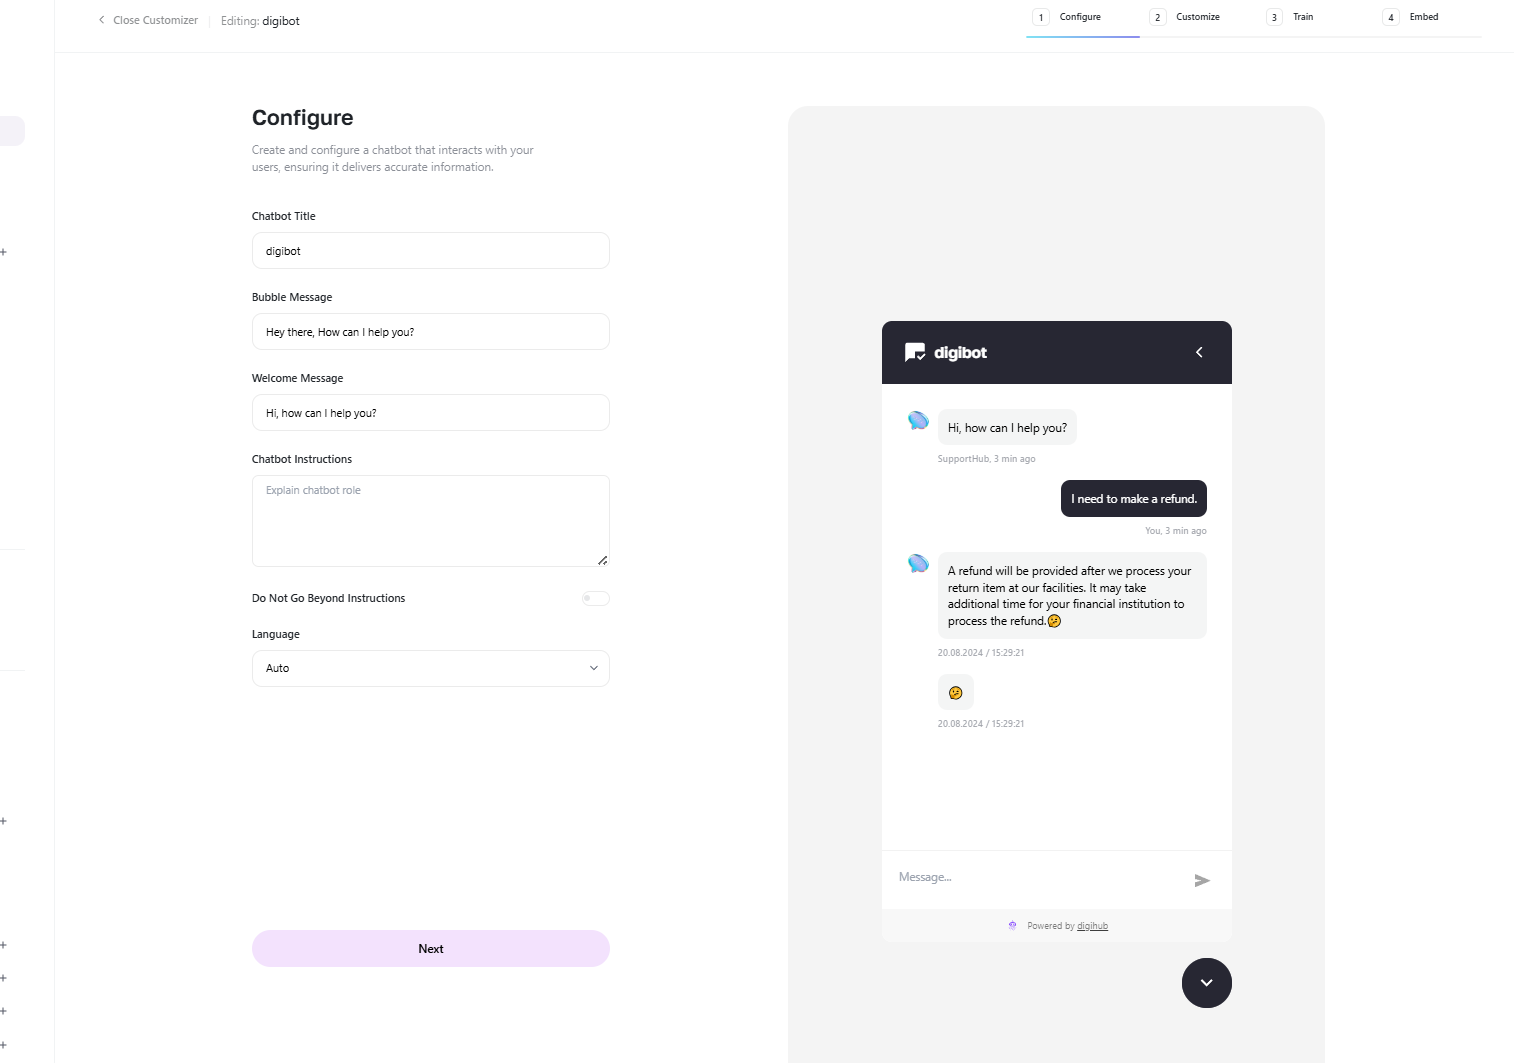 Close Customizer
Editing: digibot
1 Configure
2 Customize
3 Train
4 Embed
Configure
Create and configure a chatbot that interacts with your
users, ensuring it delivers accurate information.
Chatbot Title
digibot
Bubble Message
Hey there, How can I help you?
Welcome Message
Hi, how can I help you?
Chatbot Instructions
Explain chatbot role
Do Not Go Beyond Instructions
Language
Auto
Next
digibot
Hi, how can I help you?
SupportHub, 3 min ago
I need to make a refund.
You, 3 min ago
A refund will be provided after we process your
return item at our facilities. It may take
additional time for your financial institution to
process the refund.🤔
20.08.2024 / 15:29:21
🤔
20.08.2024 / 15:29:21
Message...
Powered by digihub